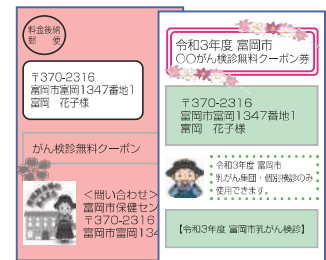 料金後納
郵 便
〒370-2316
富岡市富岡1347番地1
富岡 花子様
がん検診無料クーポン
<問い合わせ>
富岡市保健セン
〒370-2316
富岡市富岡134
令和3年度 富岡市
〇〇がん検診無料クーポン券
〒370-2316
富岡市富岡1347番地1
富岡 花子様
令和3年度 富岡市
乳がん集団・個別検診のみ
使用できます。
【令和3年度 富岡市乳がん検診】